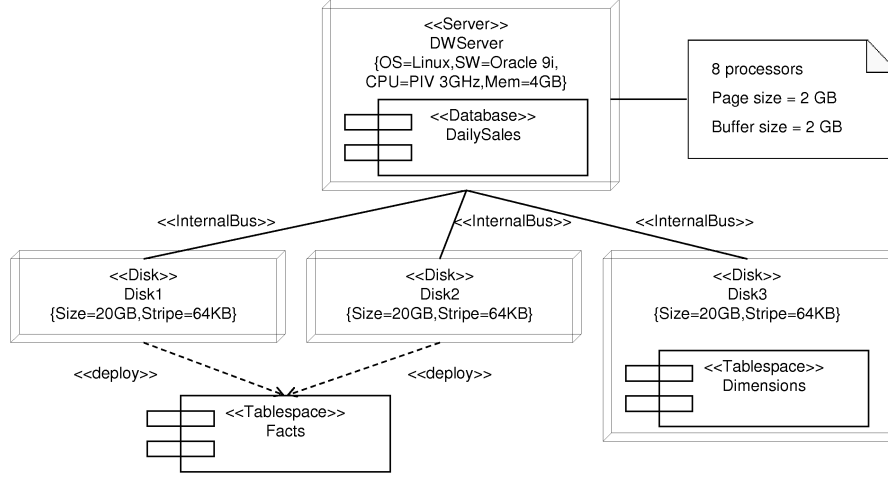 <<Server>>
DWServer
{OS=Linux,SW=Oracle 9i,
CPU=PIV 3GHz,Mem=4GB}
<<Database>>
DailySales
8 processors
Page size = 2 GB
Buffer size = 2 GB
<<InternalBus>>
<<InternalBus>>
<<InternalBus>>
<<Disk>>
Disk1
{Size=20GB,Stripe=64KB}
<<Disk>>
Disk2
{Size=20GB,Stripe=64KB}
<<Disk>>
Disk3
{Size=20GB,Stripe=64KB}
<<Tablespace>>
Dimensions
<<deploy>>
<<deploy>>
<<Tablespace>>
Facts